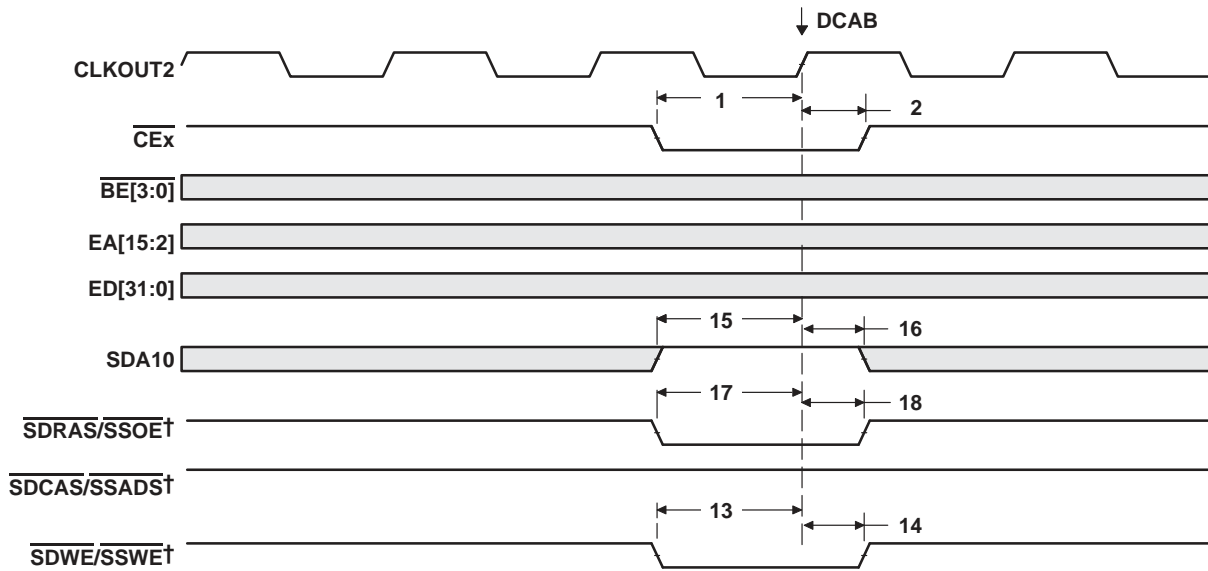 DCAB
CLKOUT2
1
2
CEx
BE[3:0]
EA[15:2]
ED[31:0]
15
16
SDA10
17
18
SDRAS/SSOE†
SDCAS/SSADS†
13
14
SDWE/SSWE†